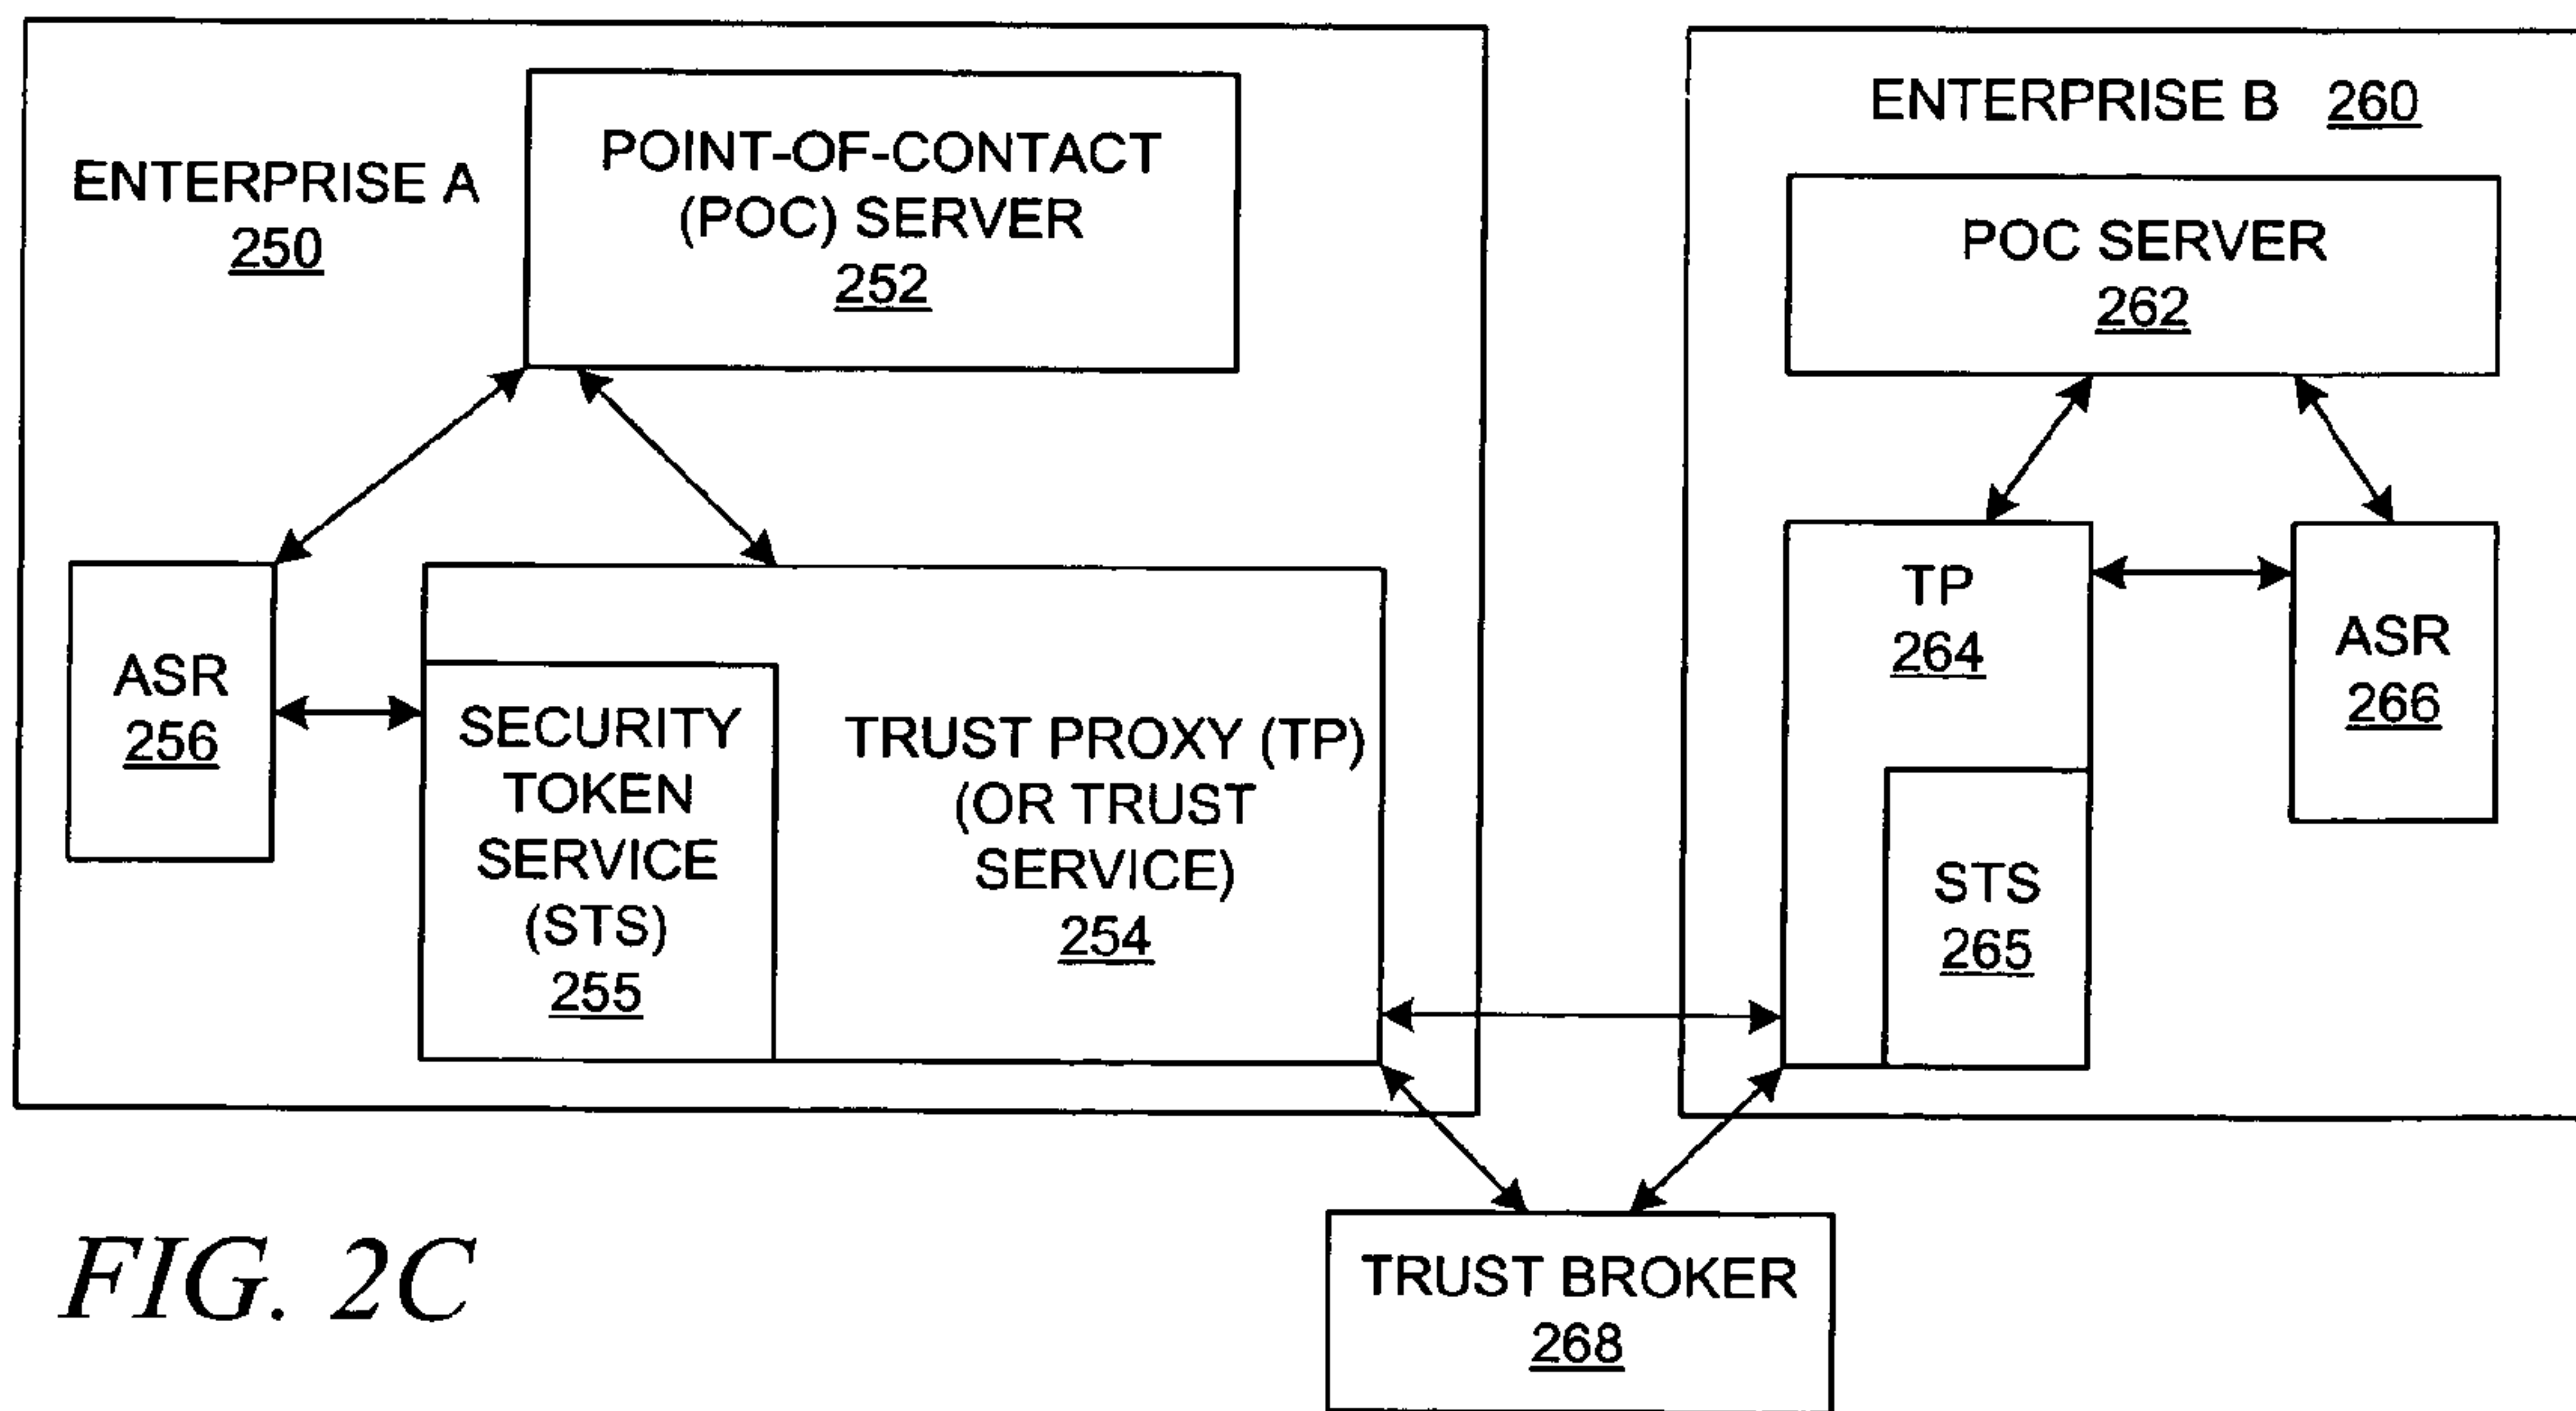 ENTERPRISE A
250
POINT-OF-CONTACT
(POC) SERVER
252
ASR
256
SECURITY
TOKEN
SERVICE
(STS)
255
TRUST PROXY (TP)
(OR TRUST
SERVICE)
254
ENTERPRISE B 260
POC SERVER
262
TP
264
ASR
266
STS
265
TRUST BROKER
268
FIG. 2C